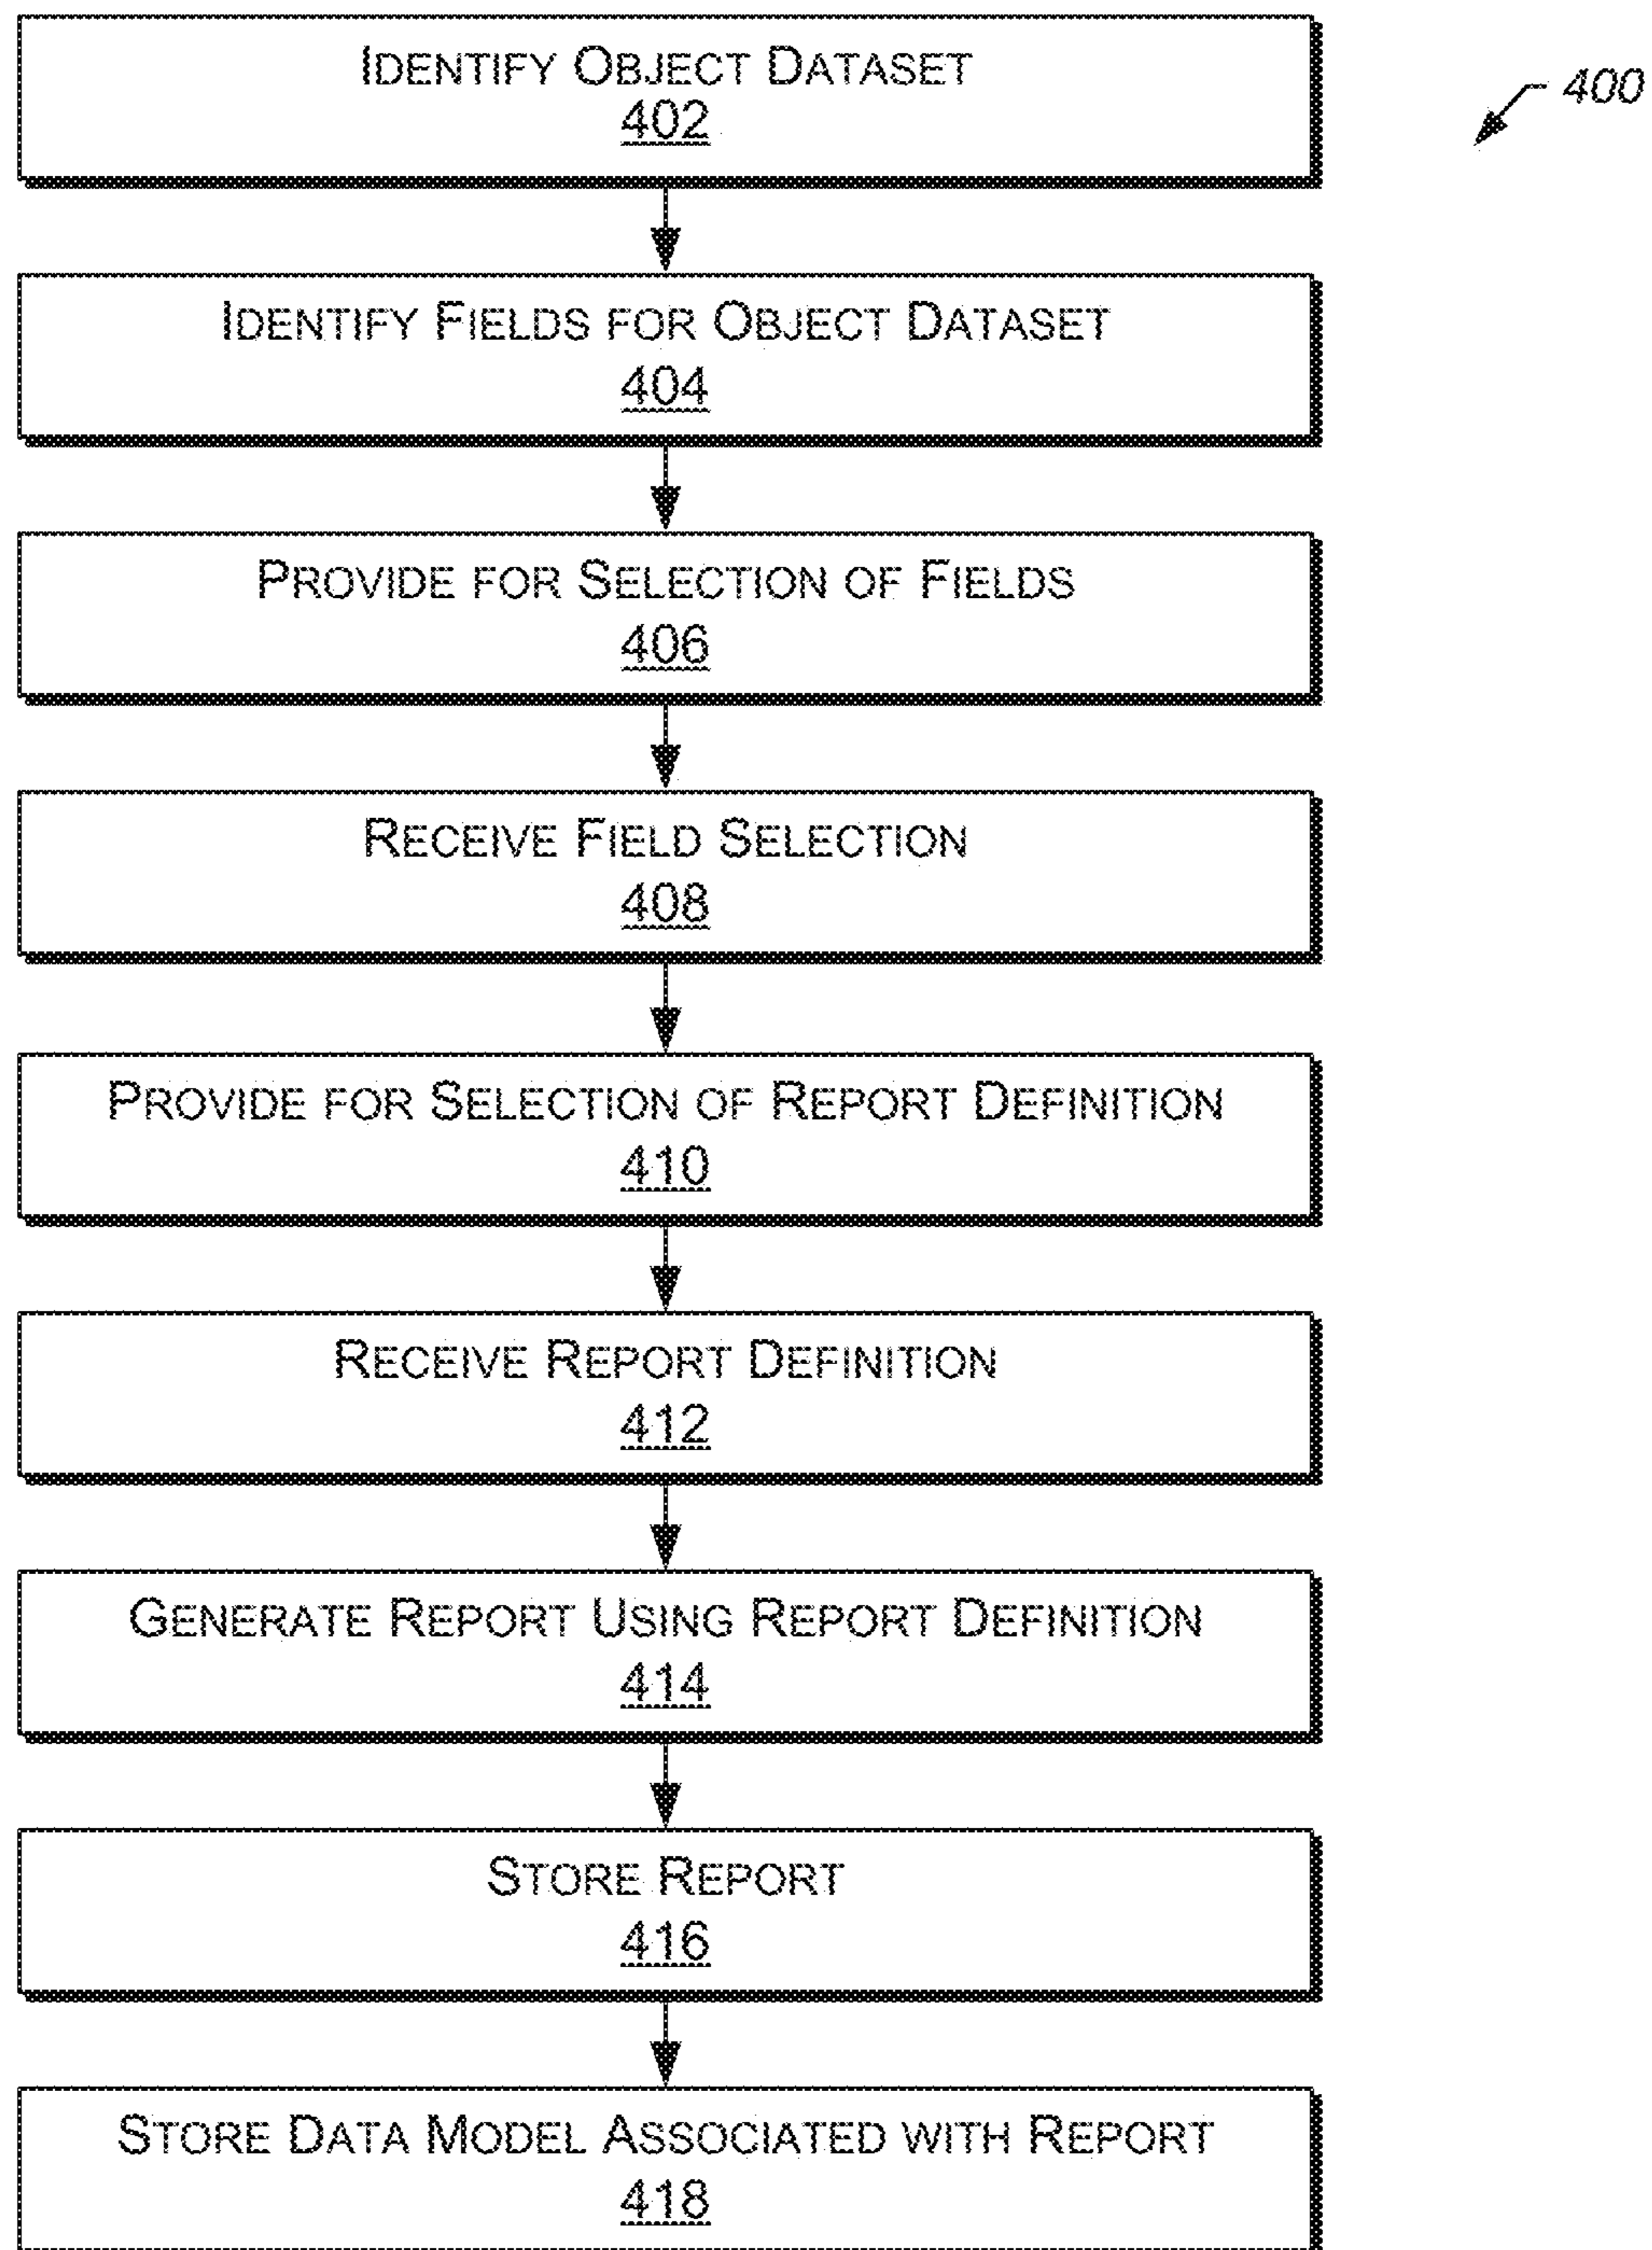 IDENTIFY OBJECT DATASET
402
400
IDENTIFY FIELDS FOR OBJECT DATASET
404
PROVIDE FOR SELECTION OF FIELDS
406
RECEIVE FIELD SELECTION
408
PROVIDE FOR SELECTION OF REPORT DEFINITION
410
RECEIVE REPORT DEFINITION
412
GENERATE REPORT USING REPORT DEFINITION
414
STORE REPORT
416
STORE DATA MODEL ASSOCIATED WITH REPORT
418